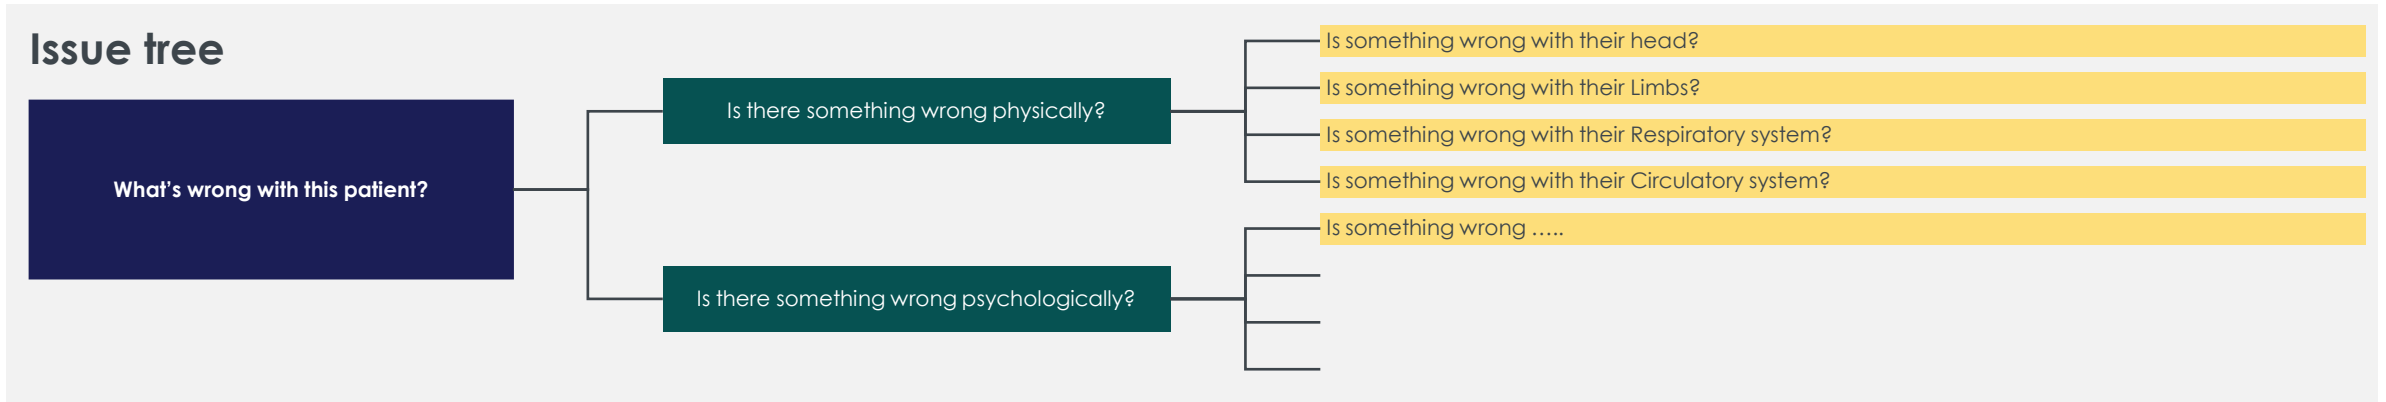 Issue tree
What's wrong with this patient?
Is there something wrong physically?
Is something wrong with their head?
Is something wrong with their Limbs?
Is something wrong with their Respiratory system?
Is something wrong with their Circulatory system?
Is there something wrong psychologically?
Is something wrong …..